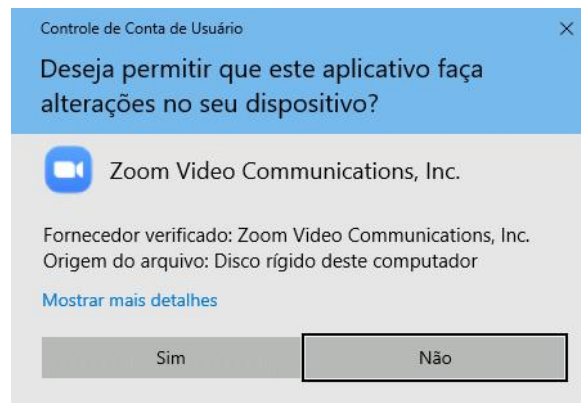 Controle de Conta de Usuário
Deseja permitir que este aplicativo faça
alterações no seu dispositivo?
Zoom Video Communications, Inc.
Fornecedor verificado: Zoom Video Communications, Inc.
Origem do arquivo: Disco rígido deste computador
Mostrar mais detalhes
Sim Não